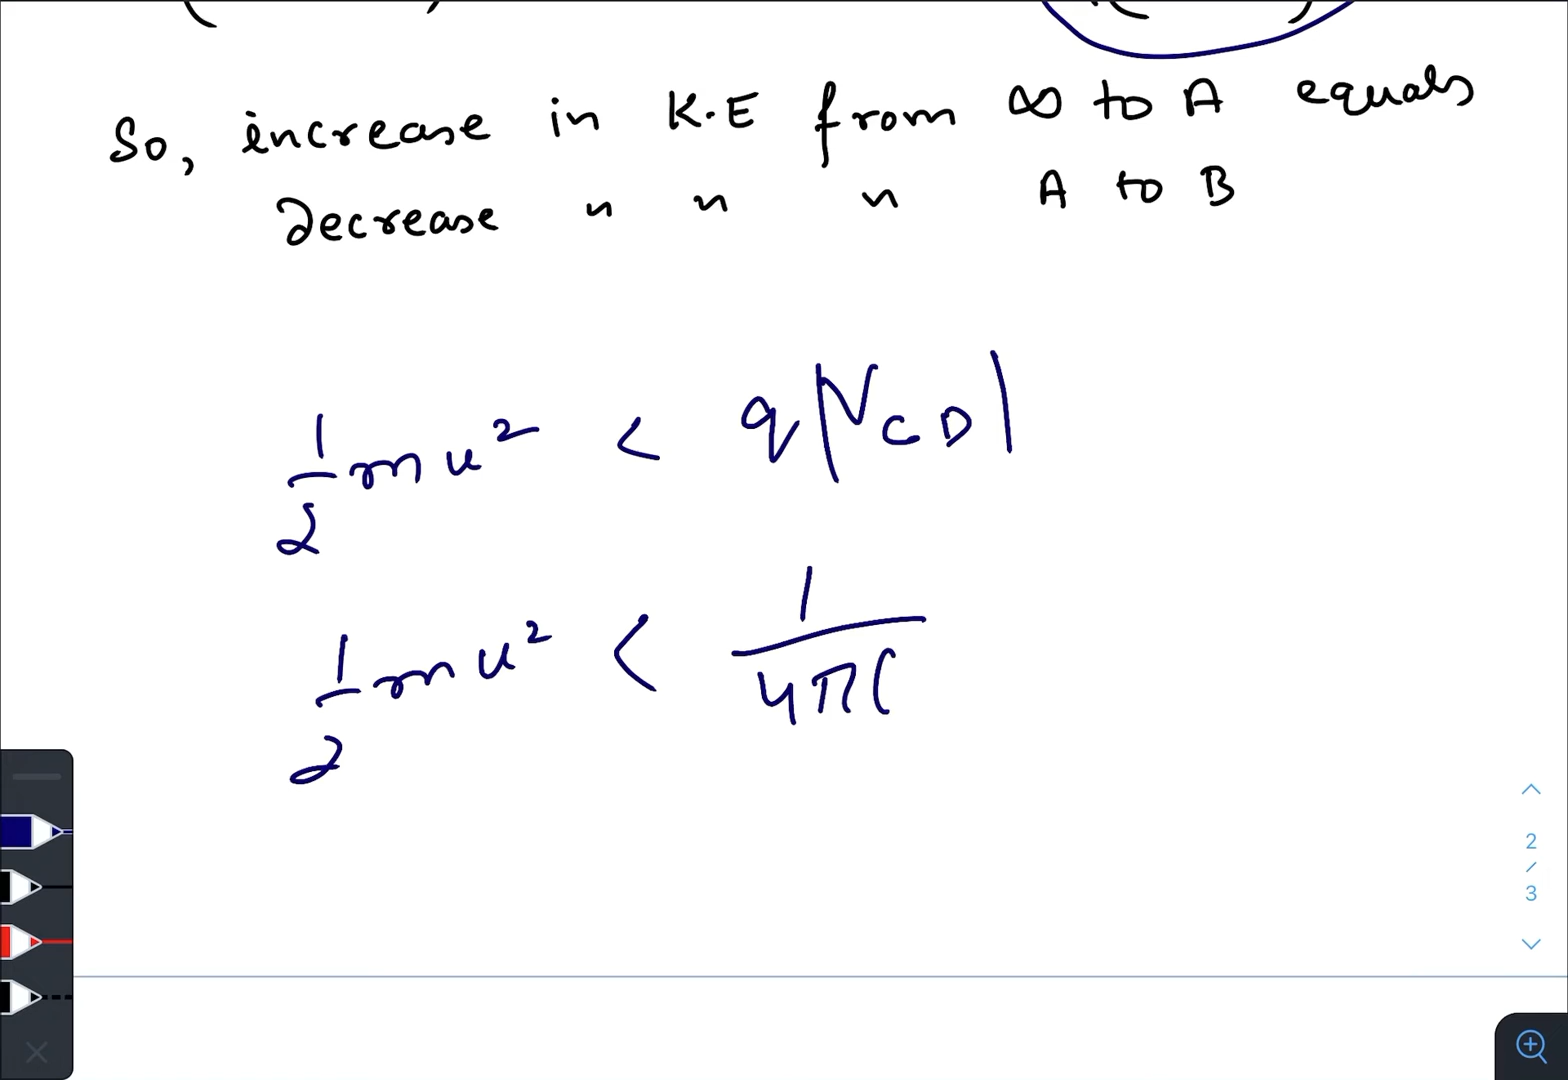 So, increase in K.E from ∞ to A equals
Decrease " " " A to B
1/2 mu² < q|V_CD|
1/2 mu² < 1/4π(
2
/
3